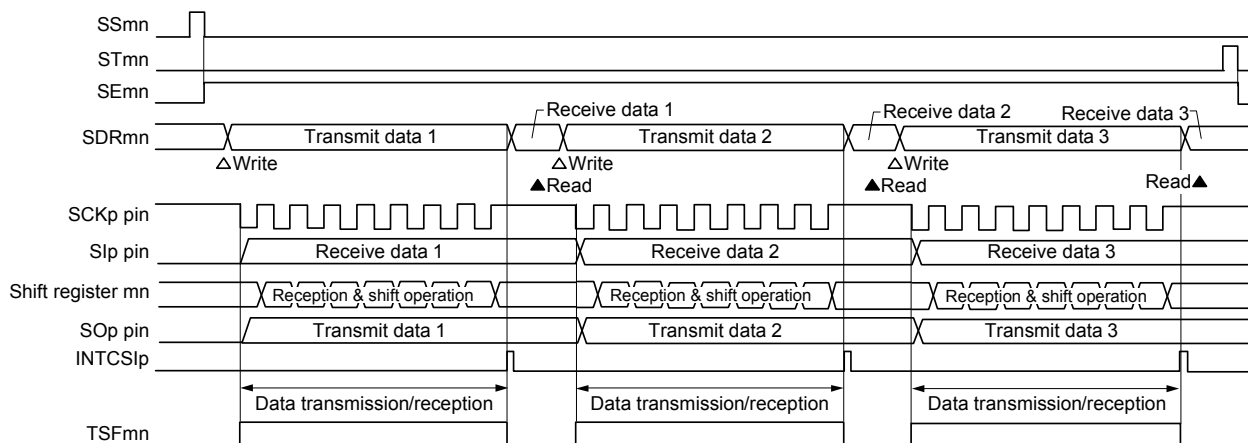 SSmn
STmn
SEmn
Receive data 1
Receive data 2
Receive data 3
SDRmn
Transmit data 1
Transmit data 2
Transmit data 3
△Write
△Write
△Write
▲Read
▲Read
Read▲
SCKp pin
SIp pin
Receive data 1
Receive data 2
Receive data 3
Shift register mn
Reception & shift operation
Reception & shift operation
Reception & shift operation
SOp pin
Transmit data 1
Transmit data 2
Transmit data 3
INTCSIp
Data transmission/reception
Data transmission/reception
Data transmission/reception
TSFmn